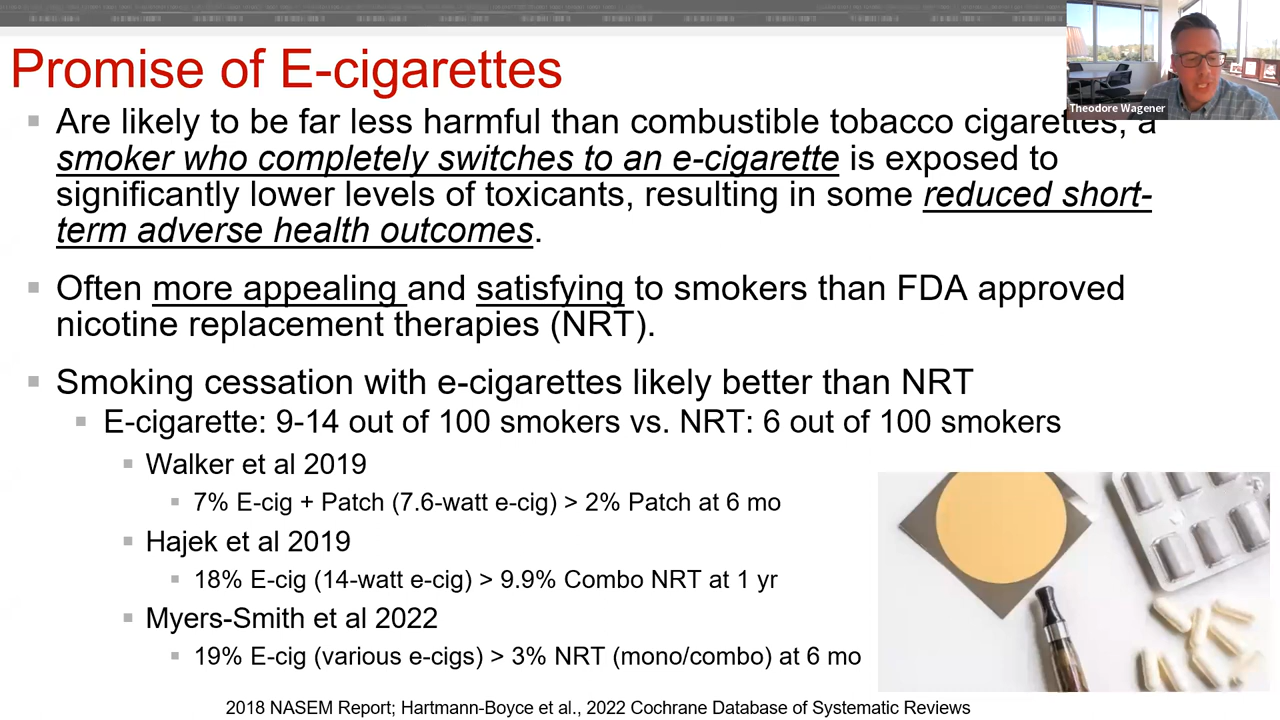 Promise of E-cigarettes
Theodore Wagener
Are likely to be far less harmful than combustible tobacco cigarettes, a
smoker who completely switches to an e-cigarette is exposed to
significantly lower levels of toxicants, resulting in some reduced short-
term adverse health outcomes.
Often more appealing and satisfying to smokers than FDA approved
nicotine replacement therapies (NRT).
Smoking cessation with e-cigarettes likely better than NRT
E-cigarette: 9-14 out of 100 smokers vs. NRT: 6 out of 100 smokers
Walker et al 2019
7% E-cig + Patch (7.6-watt e-cig) > 2% Patch at 6 mo
Hajek et al 2019
18% E-cig (14-watt e-cig) > 9.9% Combo NRT at 1 yr
Myers-Smith et al 2022
19% E-cig (various e-cigs) > 3% NRT (mono/combo) at 6 mo
2018 NASEM Report; Hartmann-Boyce et al., 2022 Cochrane Database of Systematic Reviews